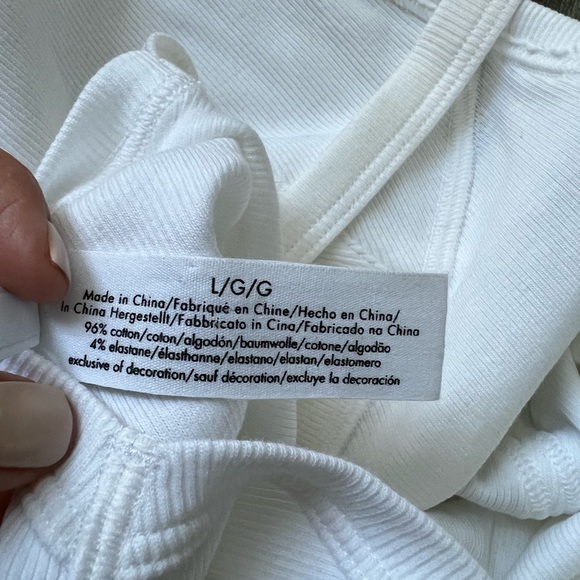 L/G/G
Made in China/Fabriqué en Chine/Hecho en China/
In China Hergestellt/Fabbricato in Cina/Fabricado na China
96% cotton/coton/algodón/baumwolle/cotone/algodão
4% elastane/élasthanne/elastano/elastan/elastomero
exclusive of decoration/sauf décoration/excluye la decoración